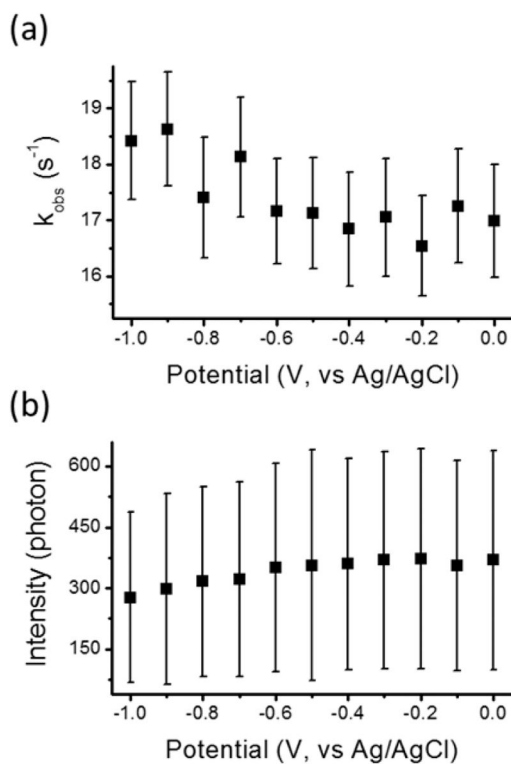 (a)
k_obs (s⁻¹)
19
18
17
16
-1.0 -0.8 -0.6 -0.4 -0.2 0.0
Potential (V, vs Ag/AgCl)
(b)
Intensity (photon)
600
450
300
150
-1.0 -0.8 -0.6 -0.4 -0.2 0.0
Potential (V, vs Ag/AgCl)